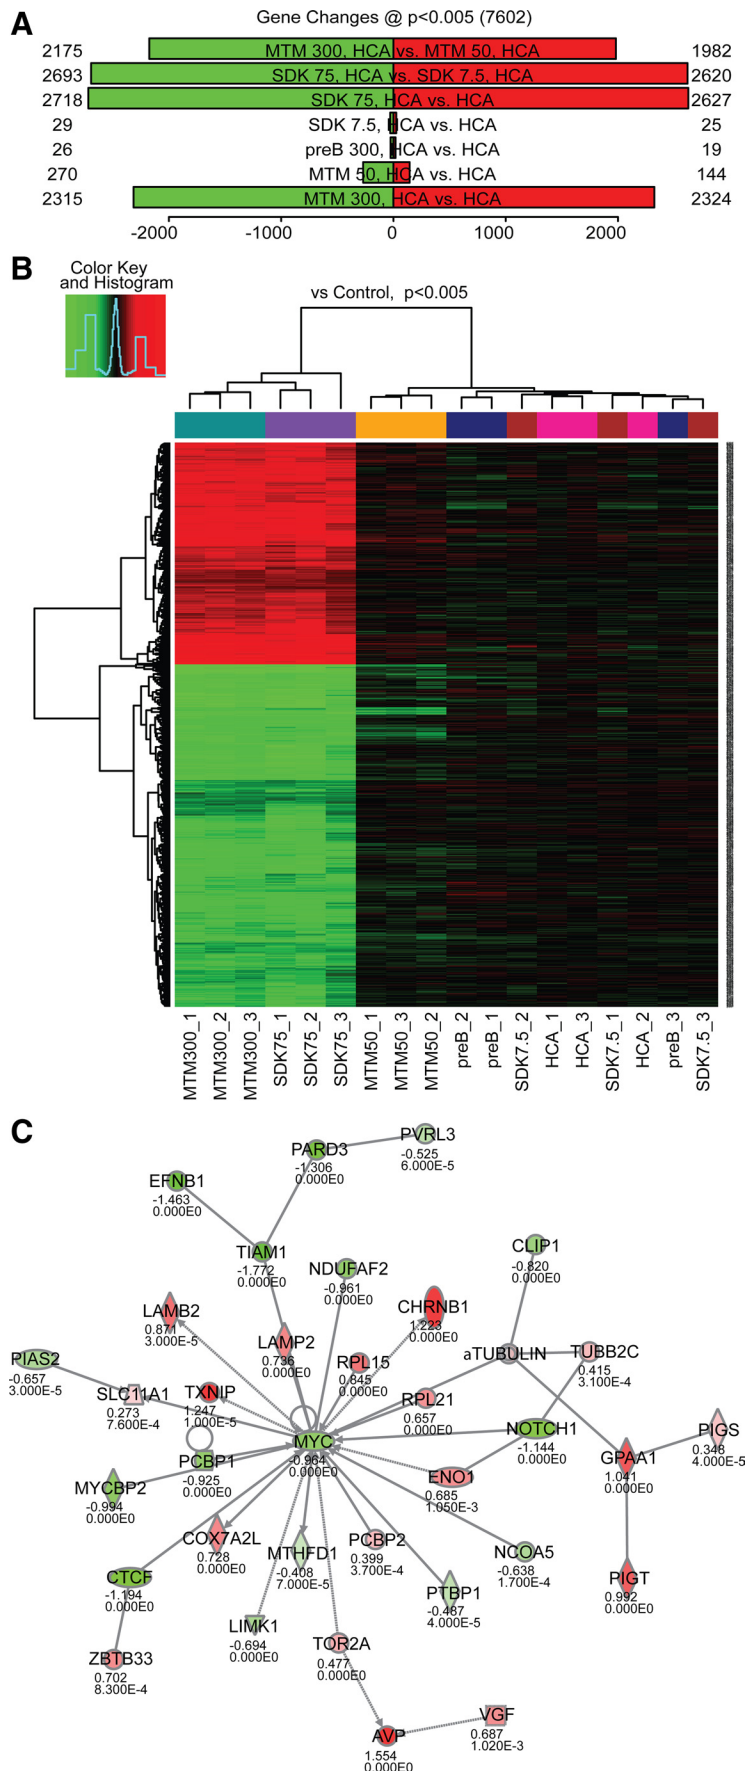 A
Gene Changes @ p<0.005 (7602)
2175 MTM 300, HCA vs. MTM 50, HCA 1982
2693 SDK 75, HCA vs. SDK 7.5, HCA 2620
2718 SDK 75, HCA vs. HCA 2627
29 SDK 7.5, HCA vs. HCA 25
26 preB 300, HCA vs. HCA 19
270 MTM 50, HCA vs. HCA 144
2315 MTM 300, HCA vs. HCA 2324
-2000 -1000 0 1000 2000
B
Color Key
and Histogram
vs Control, p<0.005
MTM300_1
MTM300_2
MTM300_3
SDK75_1
SDK75_2
SDK75_3
MTM50_1
MTM50_3
MTM50_2
preB_2
preB_1
SDK7.5_2
HCA_1
HCA_3
SDK7.5_1
HCA_2
preB_3
SDK7.5_3
C
PARD3
-1.306
0.000E0
PVRL3
-0.525
6.000E-5
EFNB1
-1.463
0.000E0
TIAM1
-1.772
0.000E0
NDUFAF2
-0.961
0.000E0
CLIP1
-0.820
0.000E0
LAMB2
0.871
3.000E-5
CHRNB1
1.223
0.000E0
LAMP2
0.736
0.000E0
PIAS2
-0.657
3.000E-5
RPL15
0.845
0.000E0
aTUBULIN
TUBB2C
0.415
3.100E-4
SLC11A1
0.273
7.600E-4
TXNIP
1.247
1.000E-5
RPL21
0.657
0.000E0
NOTCH1
-1.144
0.000E0
PIGS
0.348
4.000E-5
MYC
-0.964
0.000E0
PCBP1
-0.925
0.000E0
GPAA1
1.041
0.000E0
MYCBP2
-0.994
0.000E0
ENO1
0.685
1.050E-3
COX7A2L
0.728
0.000E0
MTHFD1
-0.408
7.000E-5
PCBP2
0.399
3.700E-4
NCOA5
-0.638
1.700E-4
CTCF
-1.194
0.000E0
PTBP1
-0.487
4.000E-5
PIGT
0.992
0.000E0
LIMK1
-0.694
0.000E0
TOR2A
0.477
0.000E0
ZBTB33
0.702
8.300E-4
AVP
1.554
0.000E0
VGF
0.687
1.020E-3